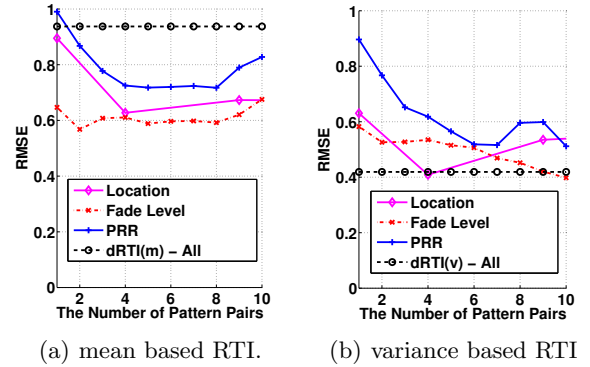 1
0.8
0.6
0.4
0.2
0
RMSE
2 4 6 8 10
The Number of Pattern Pairs
Location
Fade Level
PRR
dRTI(m) − All
(a) mean based RTI.
1
0.8
0.6
0.4
0.2
0
RMSE
2 4 6 8 10
The Number of Pattern Pairs
Location
Fade Level
PRR
dRTI(v) − All
(b) variance based RTI